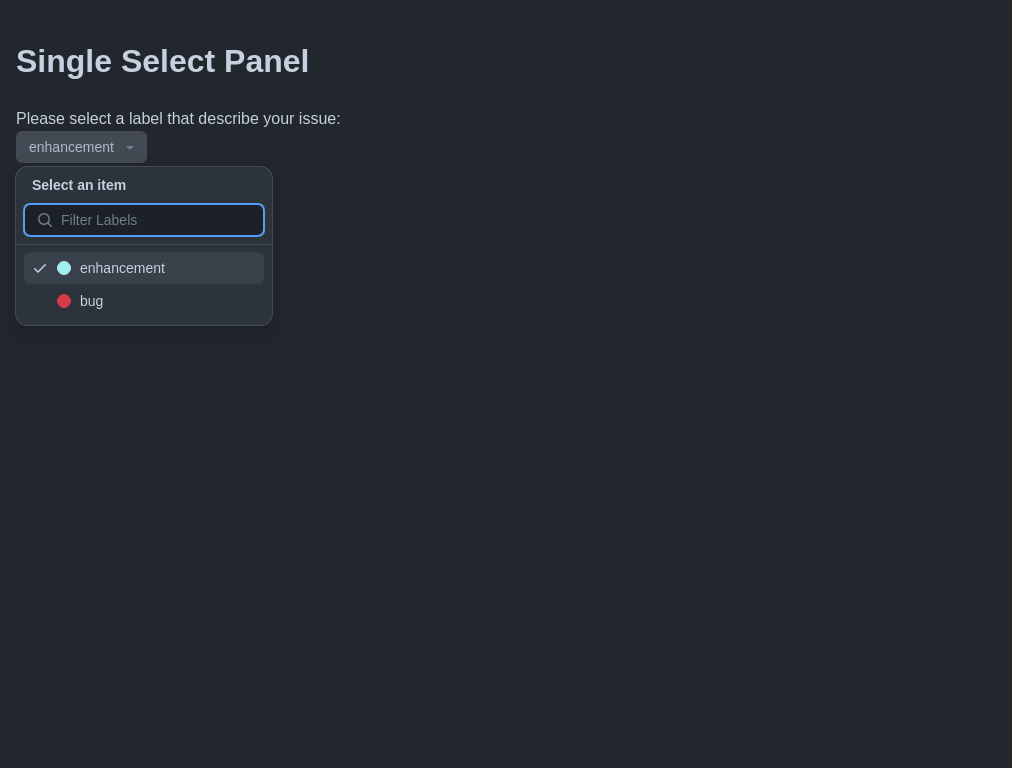 Single Select Panel
Please select a label that describe your issue:
enhancement
Select an item
Filter Labels
enhancement
bug